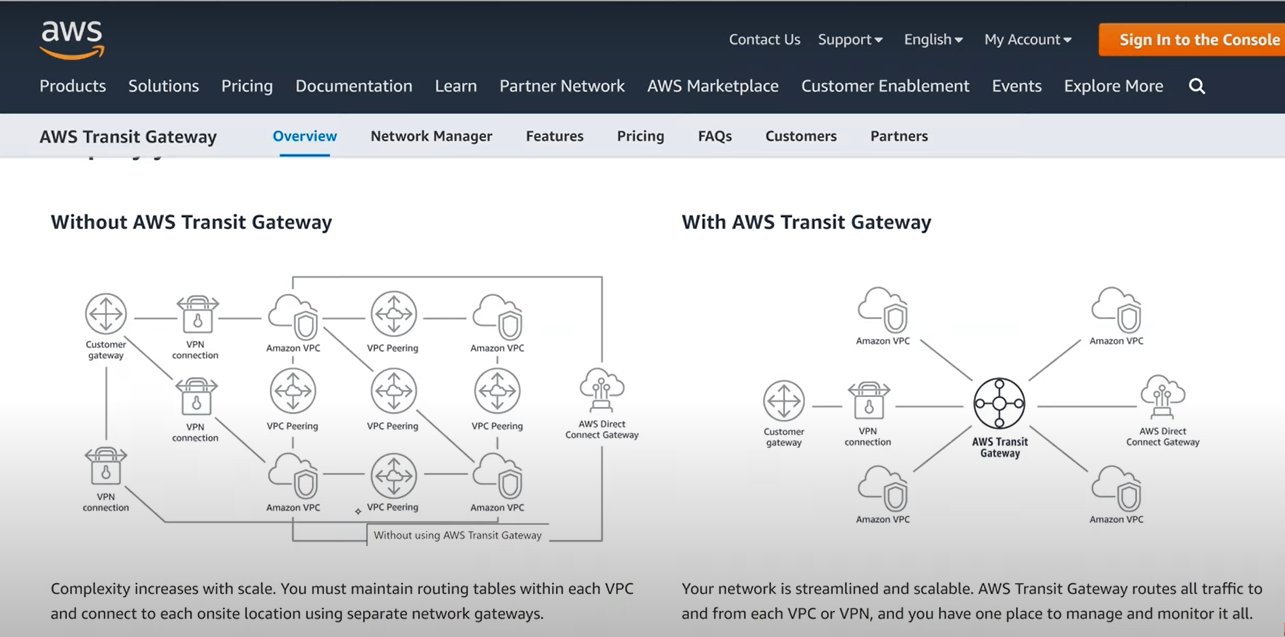 aws
Contact Us Support English My Account Sign In to the Console
Products Solutions Pricing Documentation Learn Partner Network AWS Marketplace Customer Enablement Events Explore More
AWS Transit Gateway Overview Network Manager Features Pricing FAQs Customers Partners
Without AWS Transit Gateway
Customer
gateway
VPN
connection
Amazon VPC
VPC Peering
Amazon VPC
VPN
connection
VPC Peering
VPC Peering
VPC Peering
AWS Direct
Connect Gateway
VPN
connection
Amazon VPC
VPC Peering
Amazon VPC
Without using AWS Transit Gateway
Complexity increases with scale. You must maintain routing tables within each VPC
and connect to each onsite location using separate network gateways.
With AWS Transit Gateway
Amazon VPC
Amazon VPC
Customer
gateway
VPN
connection
AWS Transit
Gateway
AWS Direct
Connect Gateway
Amazon VPC
Amazon VPC
Your network is streamlined and scalable. AWS Transit Gateway routes all traffic to
and from each VPC or VPN, and you have one place to manage and monitor it all.